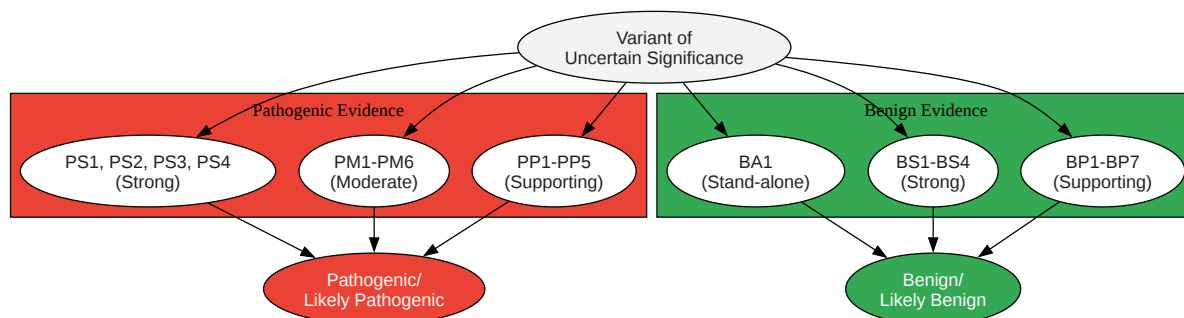 Variant of
Uncertain Significance
Pathogenic Evidence
Benign Evidence
PS1, PS2, PS3, PS4
(Strong)
PM1-PM6
(Moderate)
PP1-PP5
(Supporting)
BA1
(Stand-alone)
BS1-BS4
(Strong)
BP1-BP7
(Supporting)
Pathogenic/
Likely Pathogenic
Benign/
Likely Benign